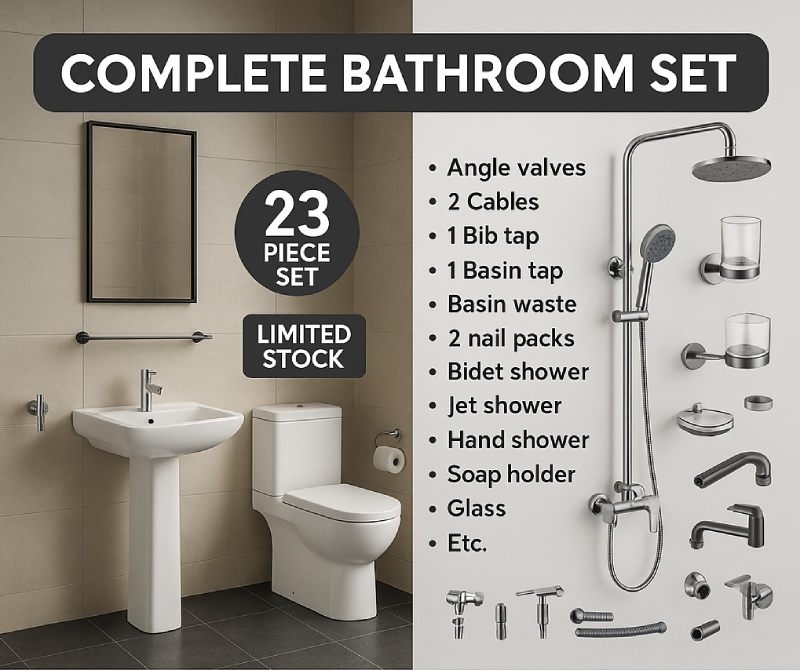 COMPLETE BATHROOM SET
23
PIECE
SET
LIMITED
STOCK
• Angle valves
• 2 Cables
• 1 Bib tap
• 1 Basin tap
• Basin waste
• 2 nail packs
• Bidet shower
• Jet shower
• Hand shower
• Soap holder
• Glass
• Etc.